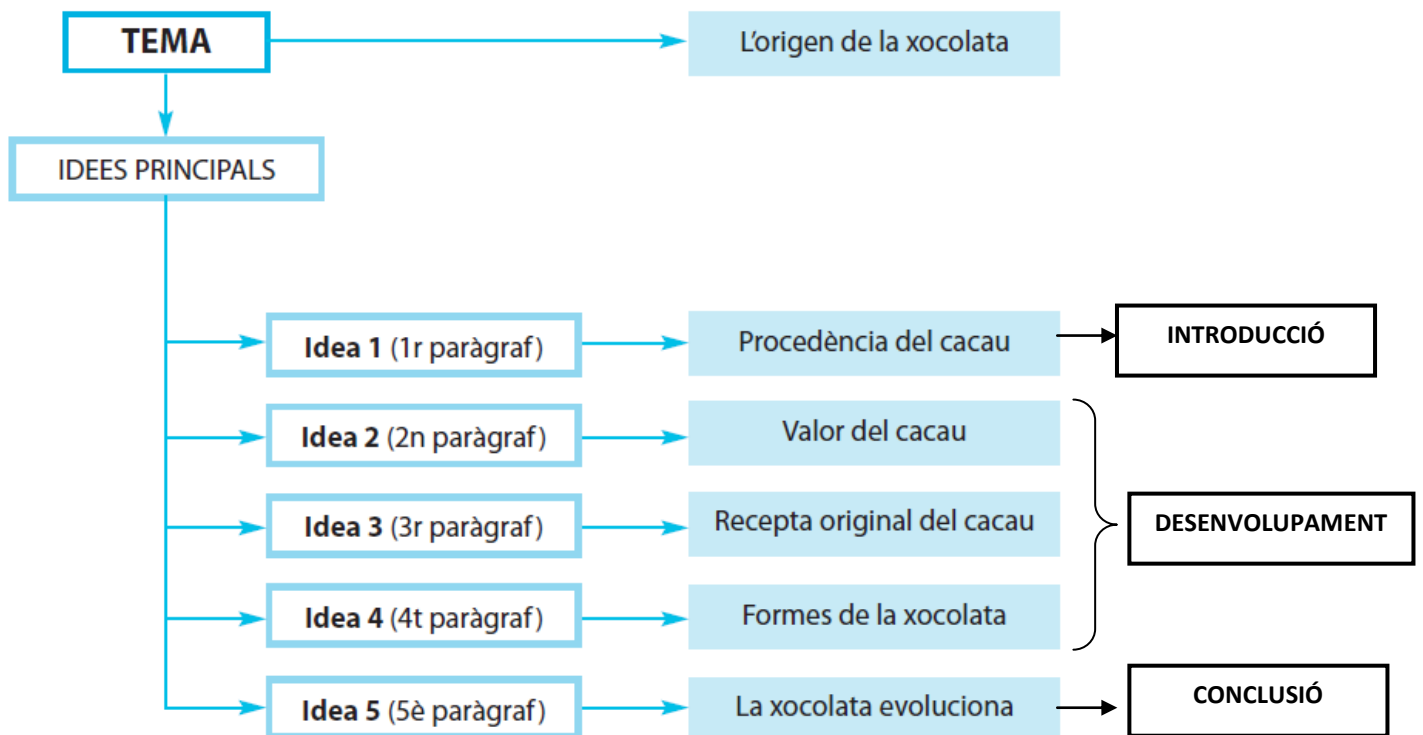 TEMA
L'origen de la xocolata
IDEES PRINCIPALS
Idea 1 (1r paràgraf)
Procedència del cacau
INTRODUCCIÓ
Idea 2 (2n paràgraf)
Valor del cacau
Idea 3 (3r paràgraf)
Recepta original del cacau
DESENVOLUPAMENT
Idea 4 (4t paràgraf)
Formes de la xocolata
Idea 5 (5è paràgraf)
La xocolata evoluciona
CONCLUSIÓ